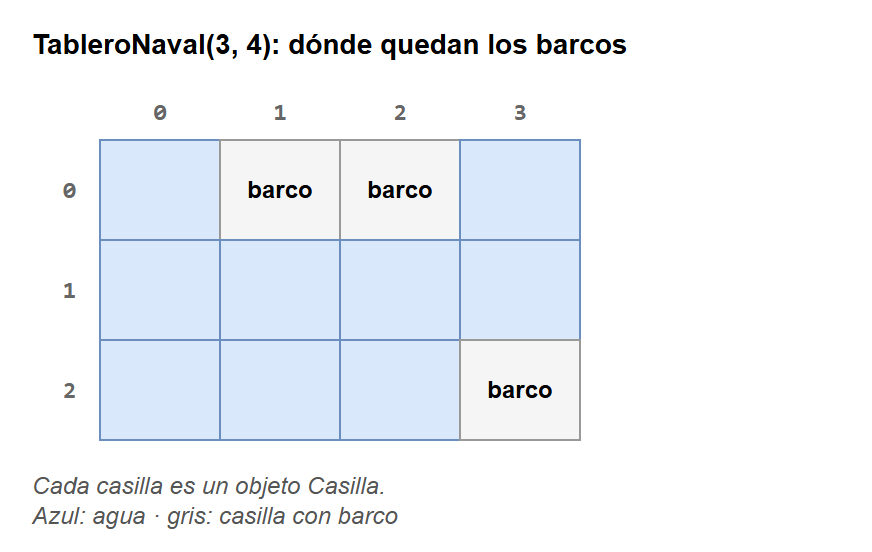 TableroNaval(3, 4): dónde quedan los barcos
0 1 2 3
0 barco barco
1
2 barco
Cada casilla es un objeto Casilla.
Azul: agua · gris: casilla con barco